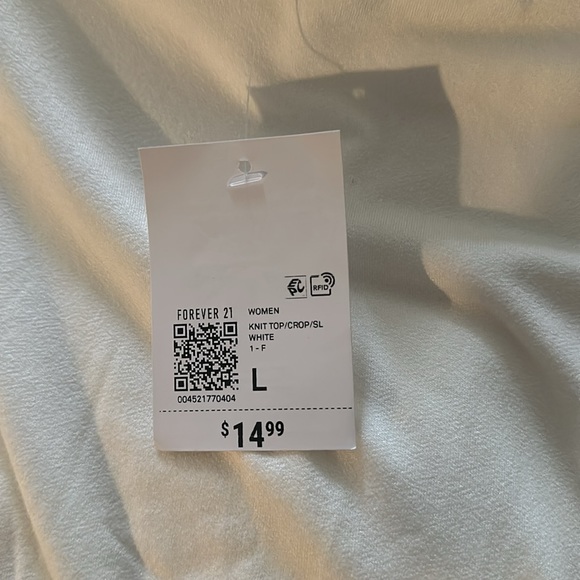 RFID
FOREVER 21
WOMEN
KNIT TOP/CROP/SL
WHITE
1 - F
L
004521770404
$14.99